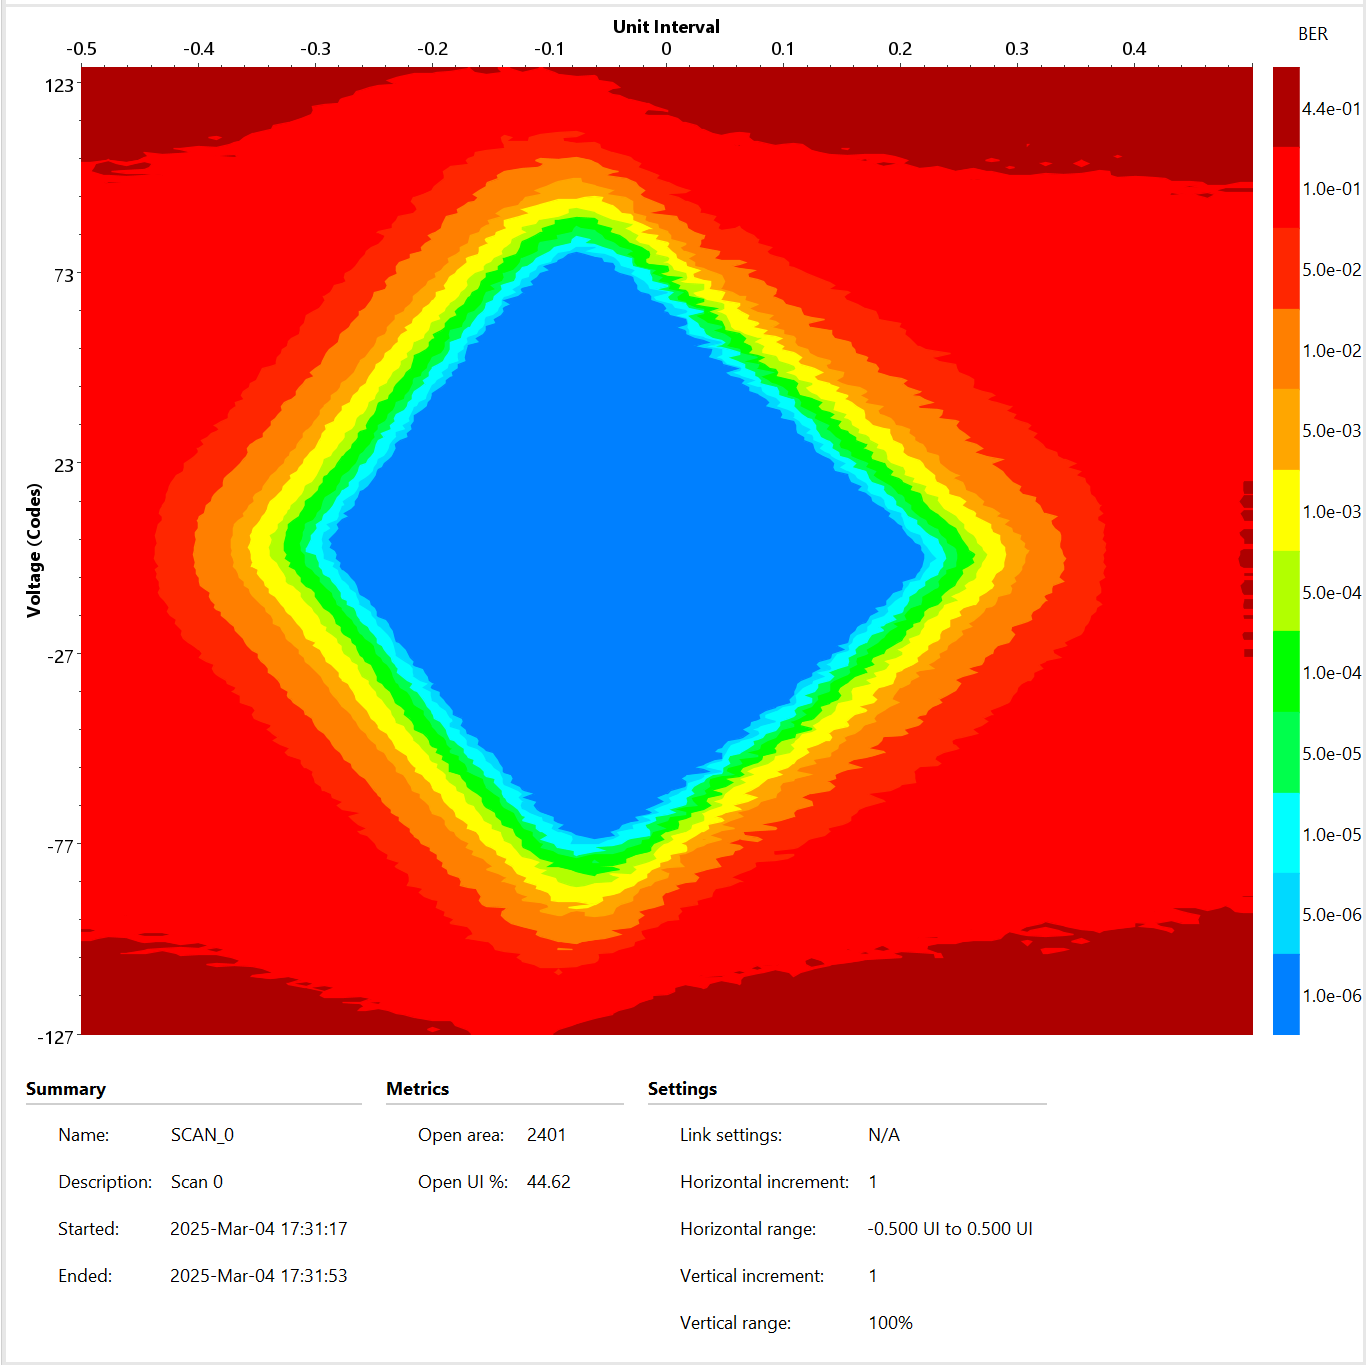 Unit Interval
BER
-0.5 -0.4 -0.3 -0.2 -0.1 0 0.1 0.2 0.3 0.4
123
73
23
-27
-77
-127
Voltage (Codes)
4.4e-01
1.0e-01
5.0e-02
1.0e-02
5.0e-03
1.0e-03
5.0e-04
1.0e-04
5.0e-05
1.0e-05
5.0e-06
1.0e-06
Summary
Name: SCAN_0
Description: Scan 0
Started: 2025-Mar-04 17:31:17
Ended: 2025-Mar-04 17:31:53
Metrics
Open area: 2401
Open UI %: 44.62
Settings
Link settings: N/A
Horizontal increment: 1
Horizontal range: -0.500 UI to 0.500 UI
Vertical increment: 1
Vertical range: 100%